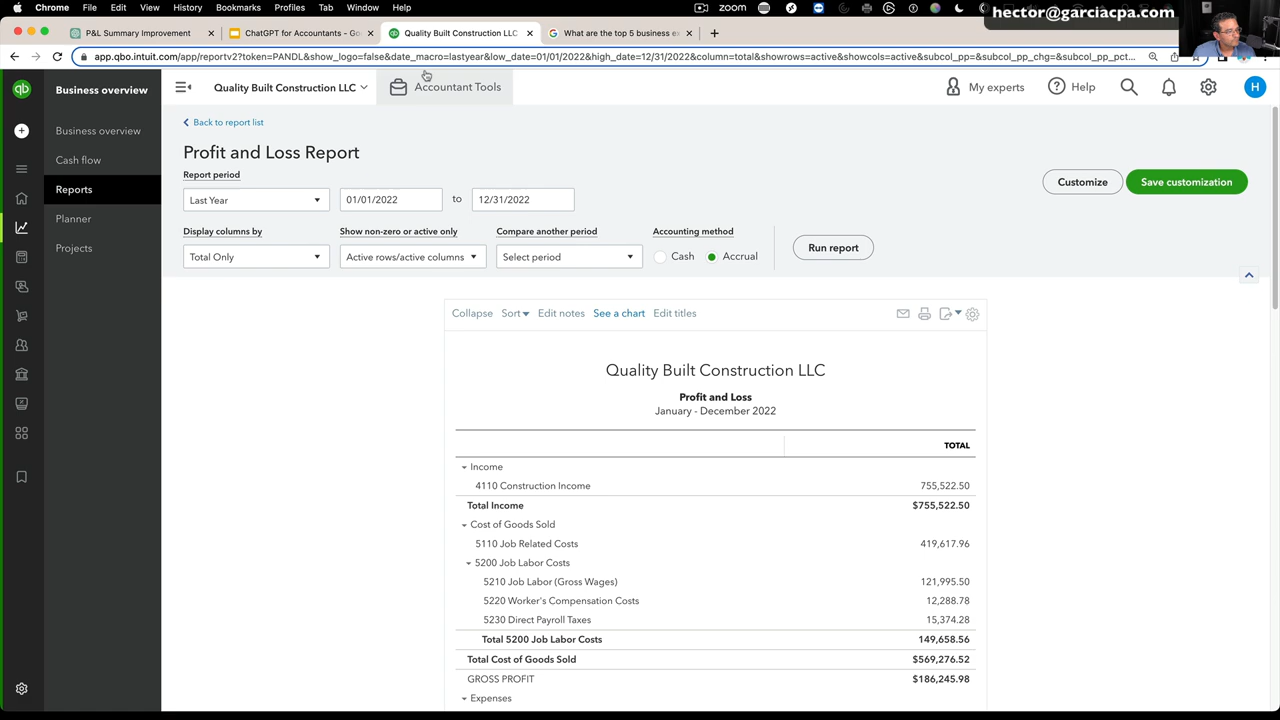 Chrome File Edit View History Bookmarks Profiles Tab Window Help
zoom
hector@garciacpa.com
P&L Summary Improvement
ChatGPT for Accountants - Go
Quality Built Construction LLC
What are the top 5 business e
app.qbo.intuit.com/app/reportv2?token=PANDL&show_logo=false&date_macro=lastyear&low_date=01/01/2022&high_date=12/31/2022&column=total&showrows=active&showcols=active&subcol_pp=&subcol_pp_chg=&subcol_pp_pct...
qb
Business overview
Quality Built Construction LLC
Accountant Tools
My experts
Help
H
Business overview
Cash flow
Reports
Planner
Projects
Back to report list
Profit and Loss Report
Report period
Last Year
01/01/2022 to 12/31/2022
Customize
Save customization
Display columns by
Show non-zero or active only
Compare another period
Accounting method
Total Only
Active rows/active columns
Select period
Cash
Accrual
Run report
Collapse Sort Edit notes See a chart Edit titles
Quality Built Construction LLC
Profit and Loss
January - December 2022
TOTAL
Income
4110 Construction Income 755,522.50
Total Income $755,522.50
Cost of Goods Sold
5110 Job Related Costs 419,617.96
5200 Job Labor Costs
5210 Job Labor (Gross Wages) 121,995.50
5220 Worker's Compensation Costs 12,288.78
5230 Direct Payroll Taxes 15,374.28
Total 5200 Job Labor Costs 149,658.56
Total Cost of Goods Sold $569,276.52
GROSS PROFIT $186,245.98
Expenses